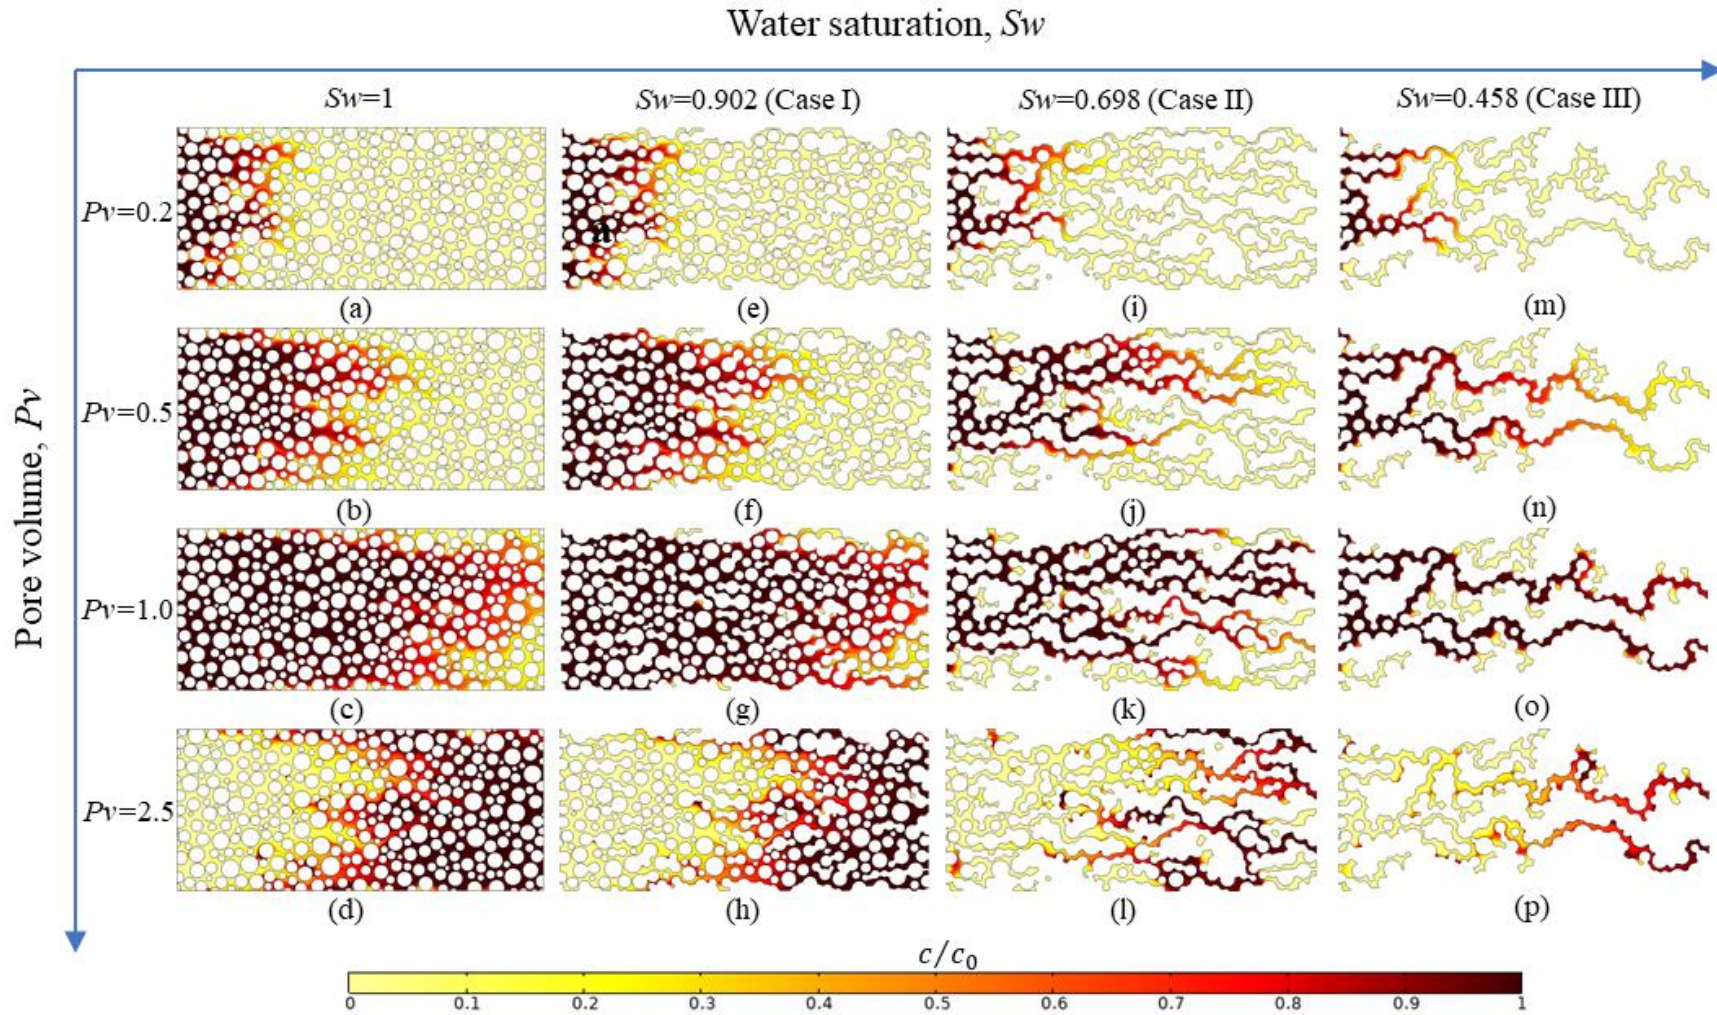 Water saturation, Sw
Sw=1
Sw=0.902 (Case I)
Sw=0.698 (Case II)
Sw=0.458 (Case III)
Pore volume, Pv
Pv=0.2
a
(a)
(e)
(i)
(m)
Pv=0.5
(b)
(f)
(j)
(n)
Pv=1.0
(c)
(g)
(k)
(o)
Pv=2.5
(d)
(h)
(l)
(p)
c/c₀
0 0.1 0.2 0.3 0.4 0.5 0.6 0.7 0.8 0.9 1